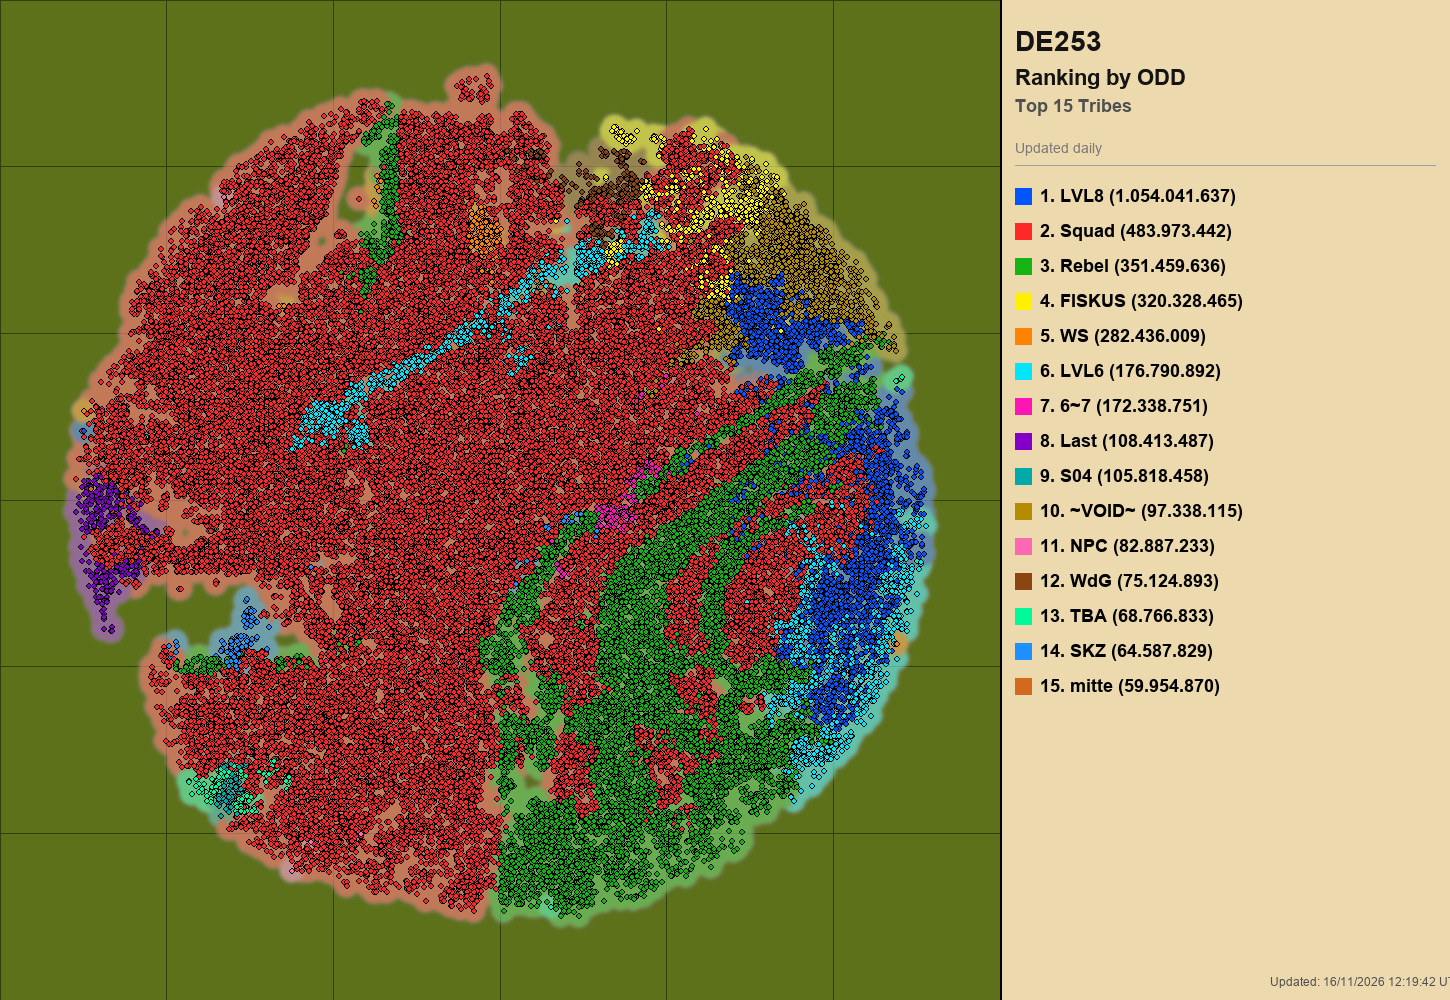 DE253
Ranking by ODD
Top 15 Tribes
Updated daily
1. LVL8 (1.054.041.637)
2. Squad (483.973.442)
3. Rebel (351.459.636)
4. FISKUS (320.328.465)
5. WS (282.436.009)
6. LVL6 (176.790.892)
7. 6~7 (172.338.751)
8. Last (108.413.487)
9. S04 (105.818.458)
10. ~VOID~ (97.338.115)
11. NPC (82.887.233)
12. WdG (75.124.893)
13. TBA (68.766.833)
14. SKZ (64.587.829)
15. mitte (59.954.870)
Updated: 16/11/2026 12:19:42 U